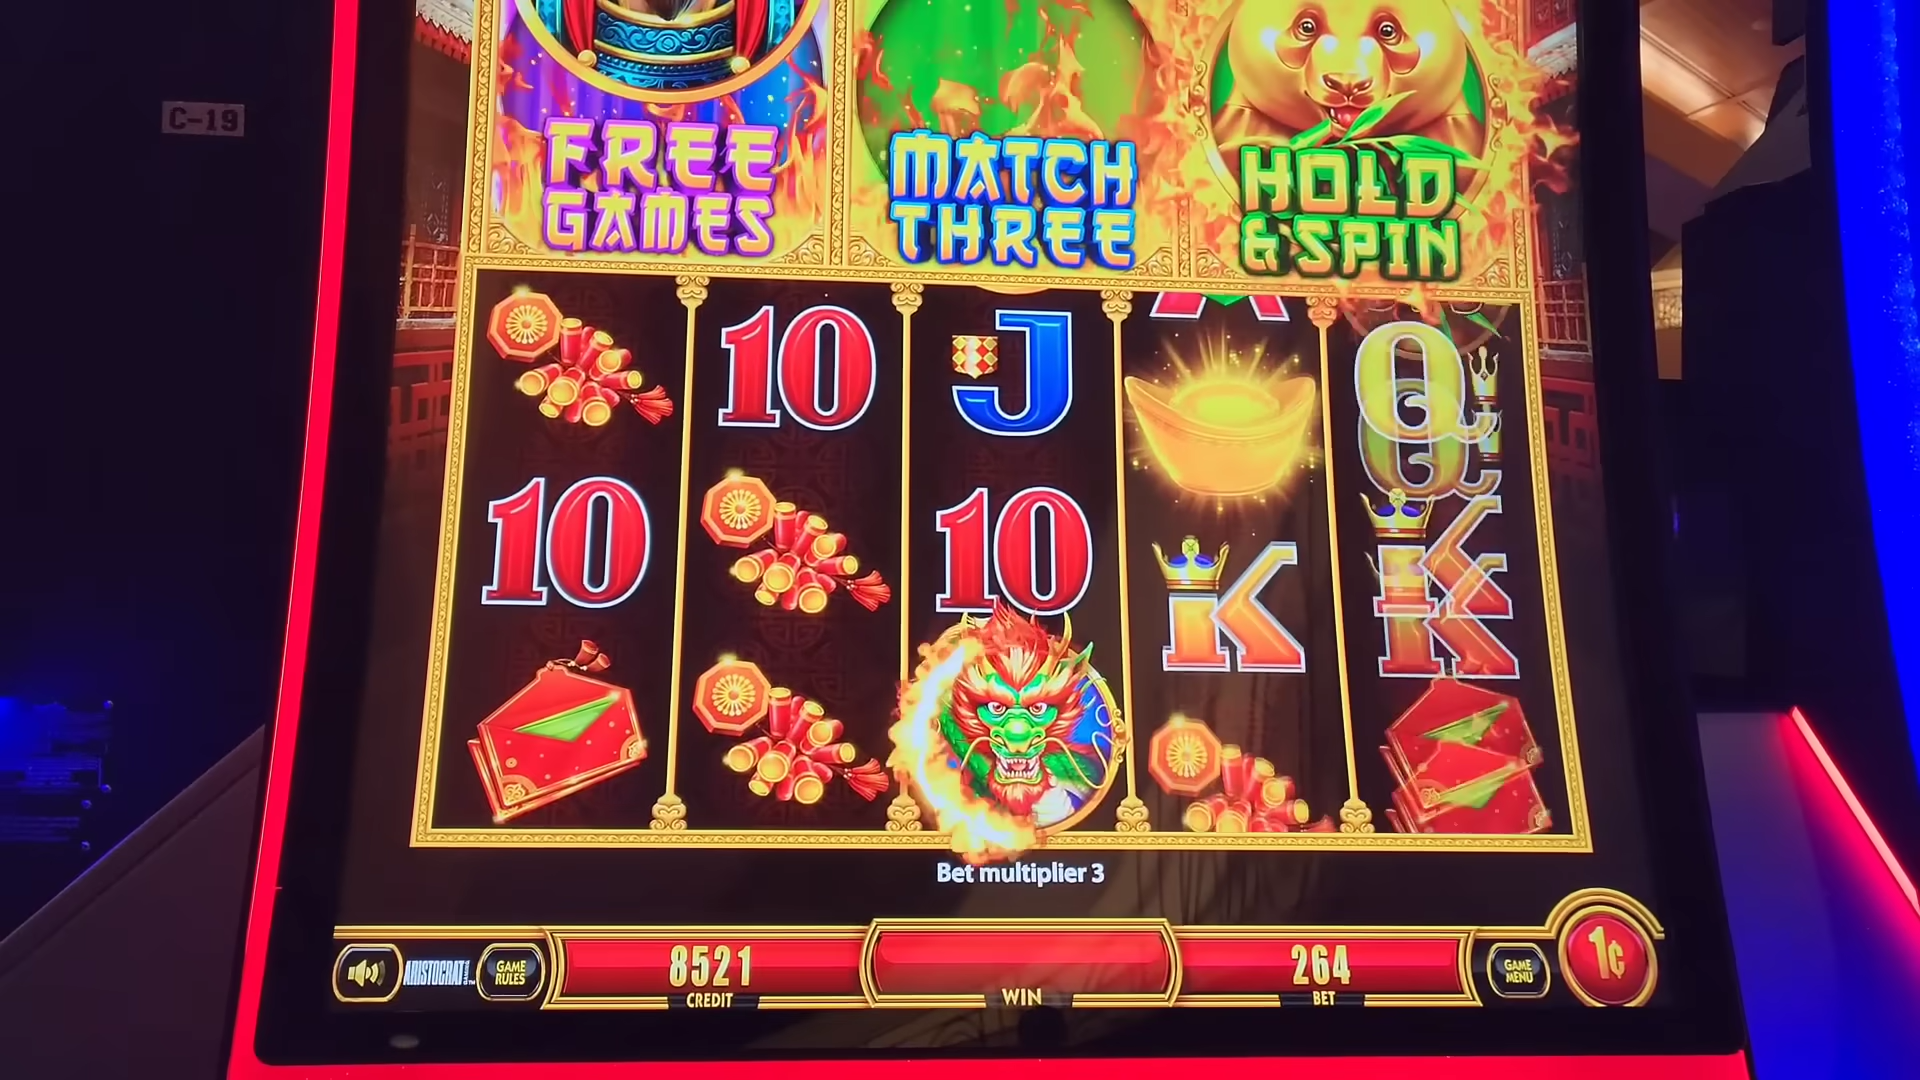 C-19
FREE
GAMES
MATCH
THREE
HOLD
& SPIN
10 J Q
Q
10 10 K K
K
Bet multiplier 3
ARISTOCRAT
GAME
RULES
8521
CREDIT
WIN
264
BET
GAME
MENU
1¢